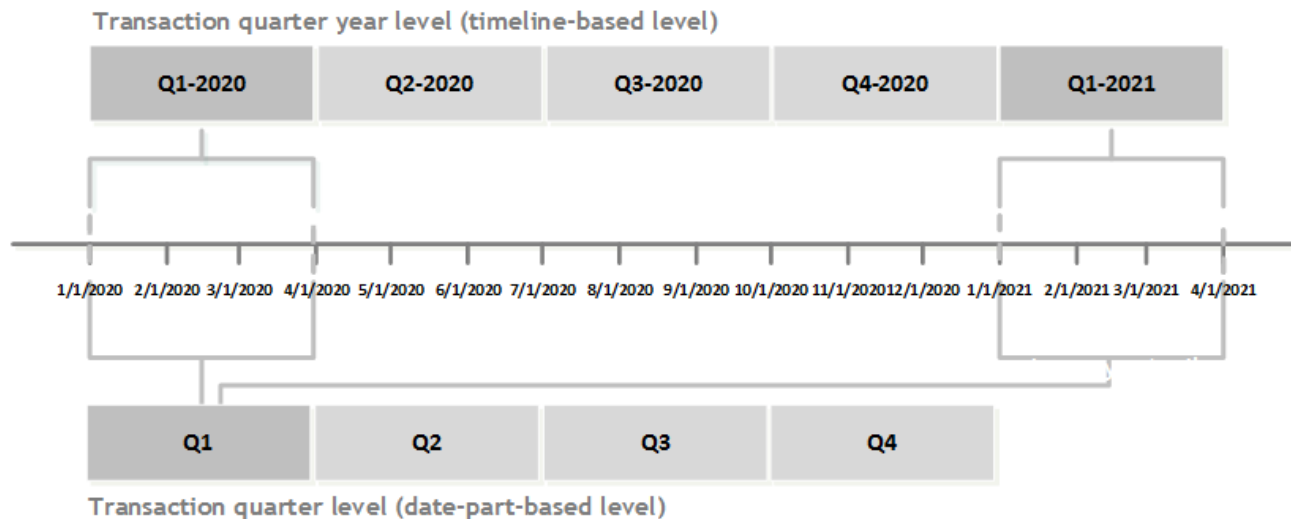 Transaction quarter year level (timeline-based level)
Q1-2020 Q2-2020 Q3-2020 Q4-2020 Q1-2021
1/1/2020 2/1/2020 3/1/2020 4/1/2020 5/1/2020 6/1/2020 7/1/2020 8/1/2020 9/1/2020 10/1/2020 11/1/2020 12/1/2020 1/1/2021 2/1/2021 3/1/2021 4/1/2021
Q1 Q2 Q3 Q4
Transaction quarter level (date-part-based level)